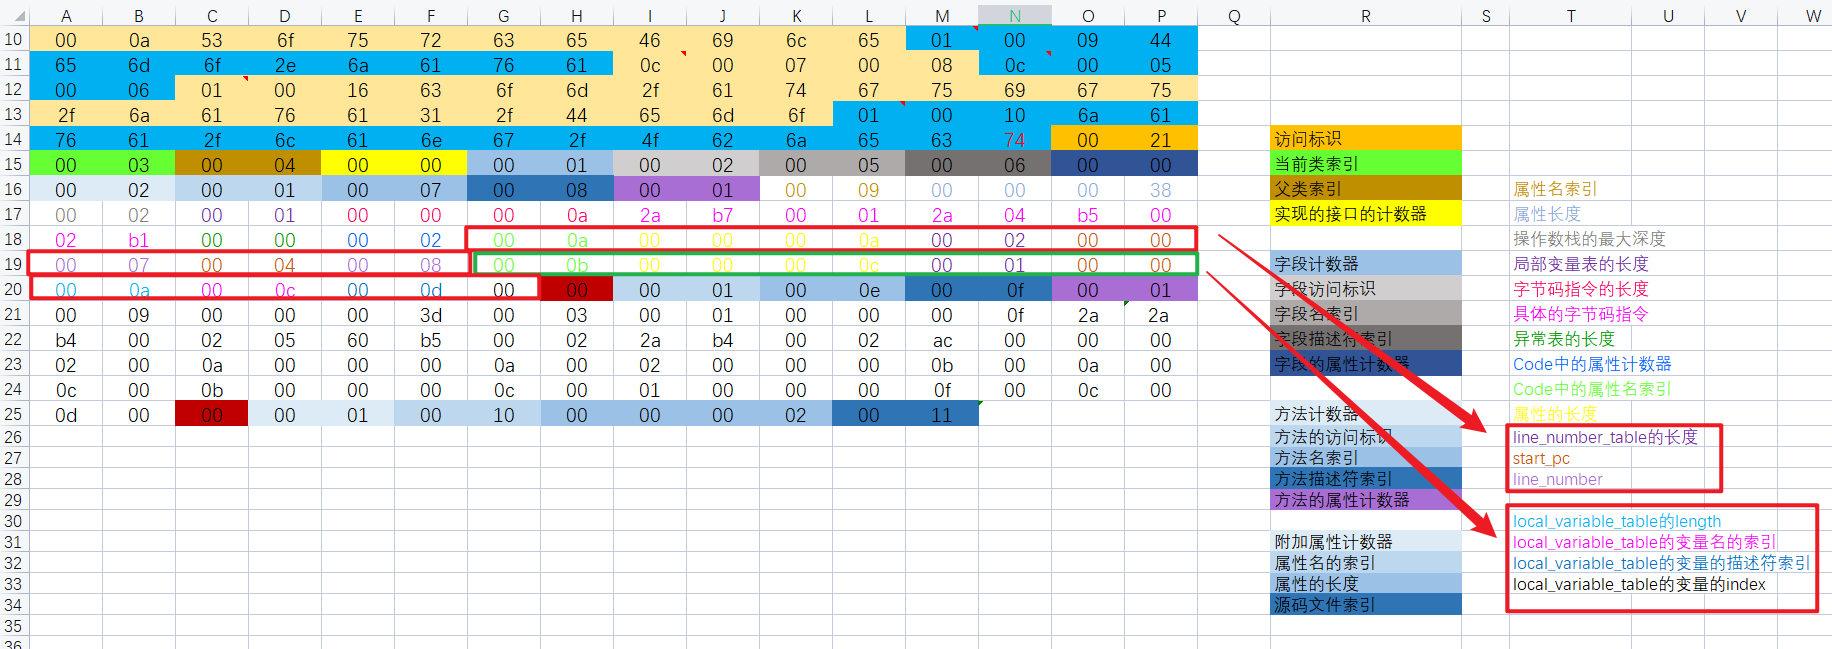 A B C D E F G H I J K L M N O P Q R S T U V W
10 00 0a 53 6f 75 72 63 65 46 69 6c 65 01 00 09 44
11 65 6d 6f 2e 6a 61 76 61 0c 00 07 00 08 0c 00 05
12 00 06 01 00 16 63 6f 6d 2f 61 74 67 75 69 67 75
13 2f 6a 61 76 61 31 2f 44 65 6d 6f 01 00 10 6a 61
14 76 61 2f 6c 61 6e 67 2f 4f 62 6a 65 63 74 00 21 访问标识
15 00 03 00 04 00 00 00 01 00 02 00 05 00 06 00 00 当前类索引
16 00 02 00 01 00 07 00 08 00 01 00 09 00 00 00 38 父类索引 属性名索引
17 00 02 00 01 00 00 00 0a 2a b7 00 01 2a 04 b5 00 实现的接口的计数器 属性长度
18 02 b1 00 00 00 02 00 0a 00 00 00 0a 00 02 00 00 操作数栈的最大深度
19 00 07 00 04 00 08 00 0b 00 00 00 0c 00 01 00 00 字段计数器 局部变量表的长度
20 00 0a 00 0c 00 0d 00 00 00 01 00 0e 00 0f 00 01 字段访问标识 字节码指令的长度
21 00 09 00 00 00 3d 00 03 00 01 00 00 00 0f 2a 2a 字段名索引 具体的字节码指令
22 b4 00 02 05 60 b5 00 02 2a b4 00 02 ac 00 00 00 字段描述符索引 异常表的长度
23 02 00 0a 00 00 00 0a 00 02 00 00 00 0b 00 0a 00 字段的属性计数器 Code中的属性计数器
24 0c 00 0b 00 00 00 0c 00 01 00 00 00 0f 00 0c 00 Code中的属性名索引
25 0d 00 00 00 01 00 10 00 00 00 02 00 11 方法计数器 属性的长度
26 方法的访问标识 line_number_table的长度
27 方法名索引 start_pc
28 方法描述符索引 line_number
29 方法的属性计数器
30 local_variable_table的length
31 附加属性计数器 local_variable_table的变量名的索引
32 属性名的索引 local_variable_table的变量的描述符索引
33 属性的长度 local_variable_table的变量的index
34 源码文件索引
35
36